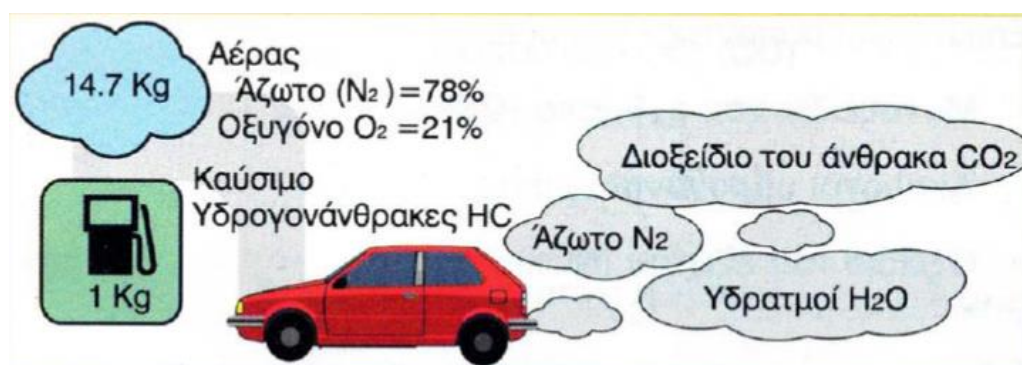 14.7 Kg
Αέρας
Άζωτο (N2) =78%
Οξυγόνο O2 =21%
1 Kg
Καύσιμο
Υδρογονάνθρακες HC
Άζωτο N2
Διοξείδιο του άνθρακα CO2
Υδρατμοί H2O